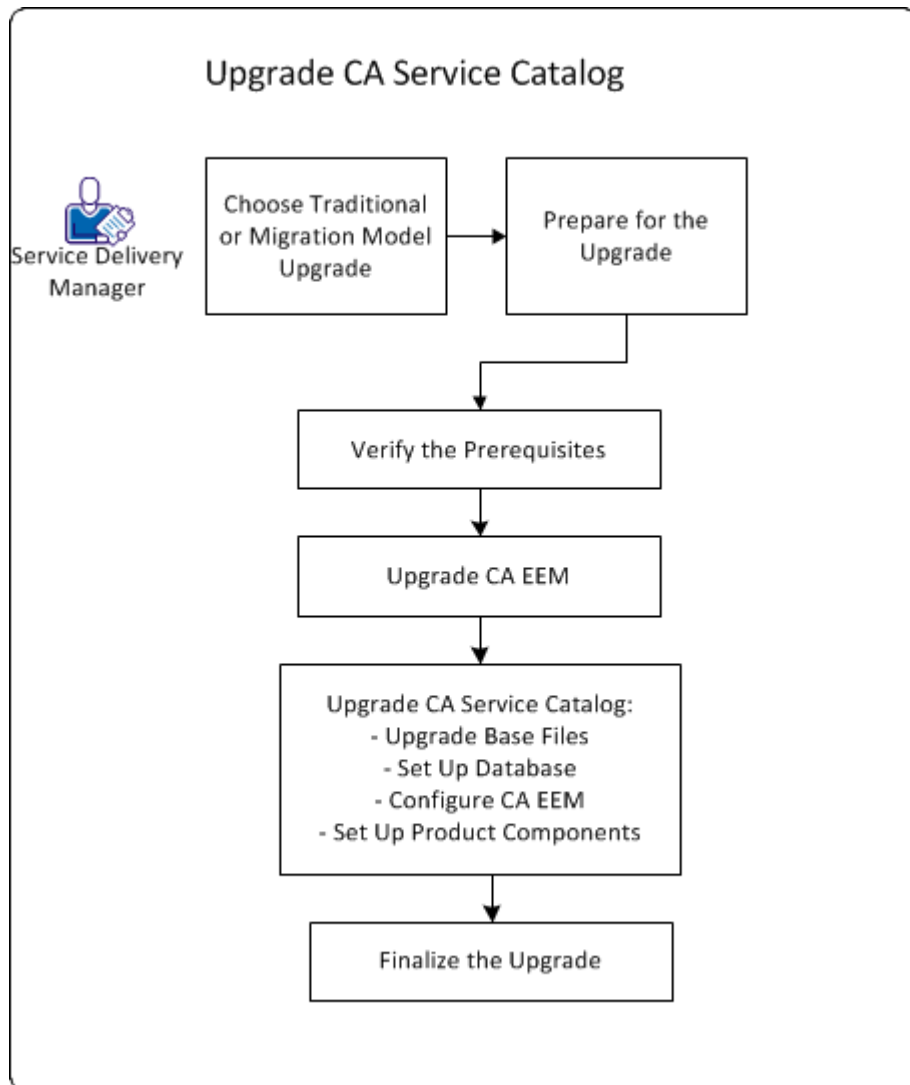 Upgrade CA Service Catalog
Service Delivery
Manager
Choose Traditional
or Migration Model
Upgrade
Prepare for the
Upgrade
Verify the Prerequisites
Upgrade CA EEM
Upgrade CA Service Catalog:
- Upgrade Base Files
- Set Up Database
- Configure CA EEM
- Set Up Product Components
Finalize the Upgrade